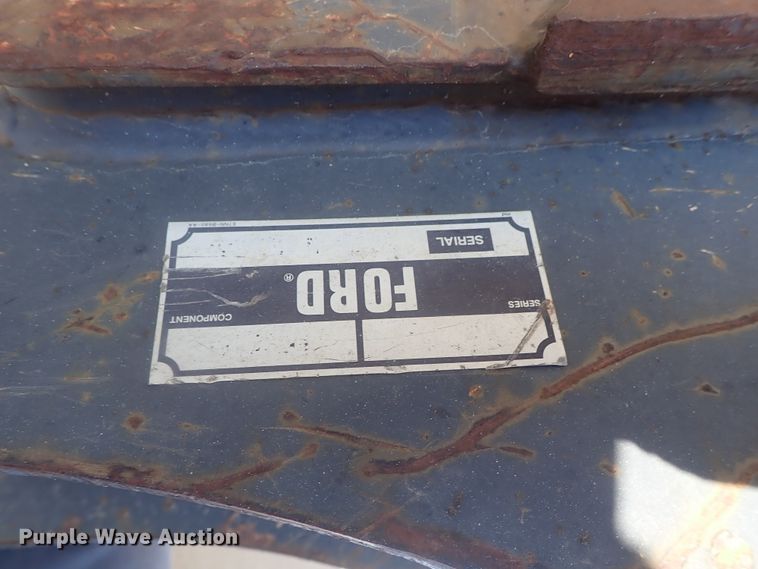 SERIES
COMPONENT
FORD®
SERIAL
Purple Wave Auction